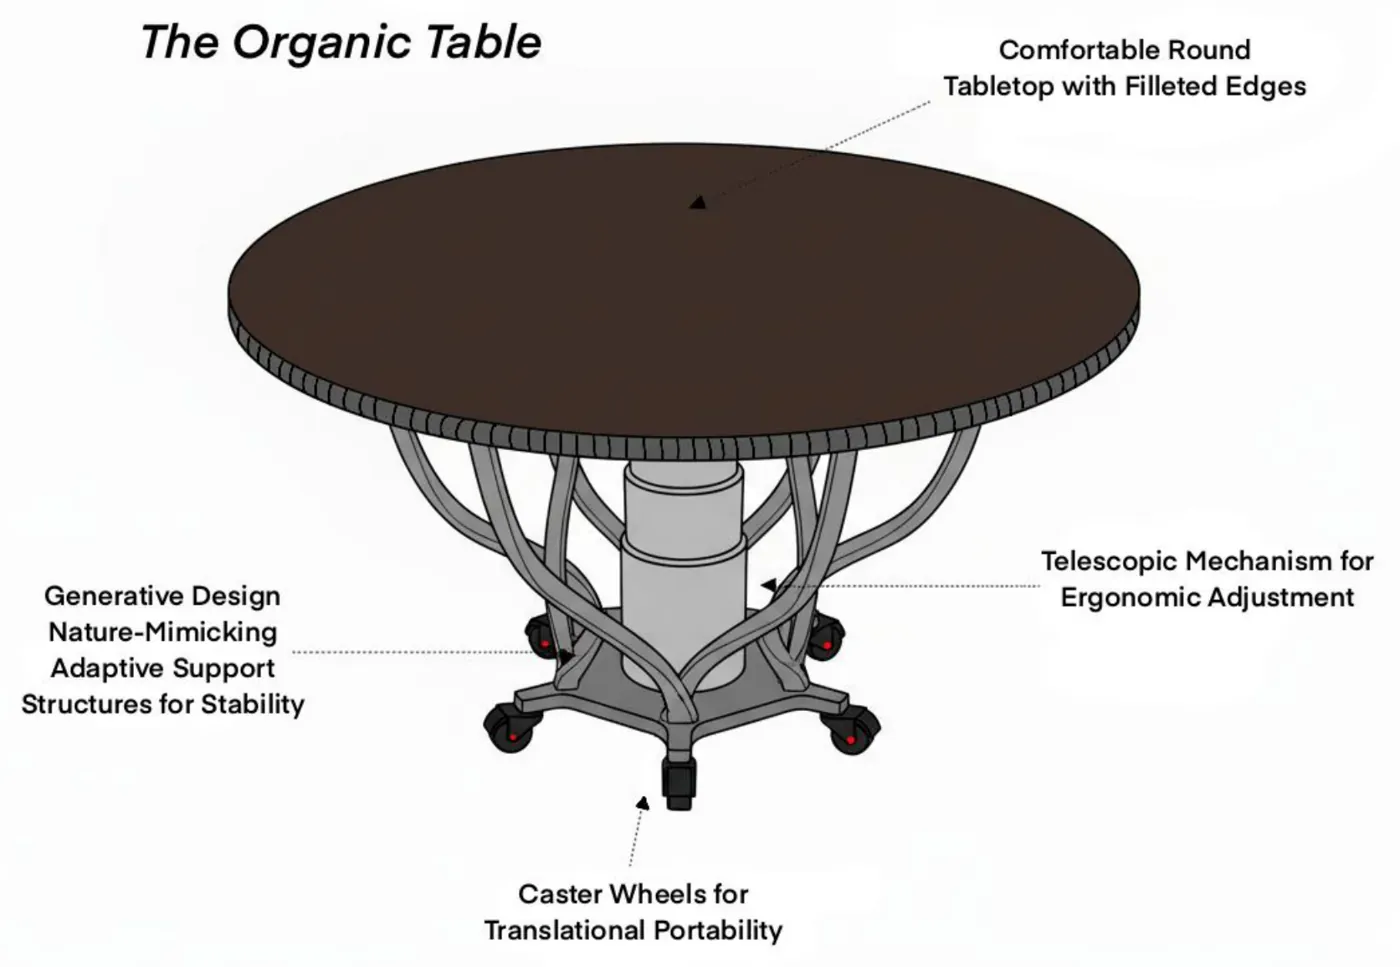 The Organic Table
Comfortable Round
Tabletop with Filleted Edges
Telescopic Mechanism for
Ergonomic Adjustment
Generative Design
Nature-Mimicking
Adaptive Support
Structures for Stability
Caster Wheels for
Translational Portability